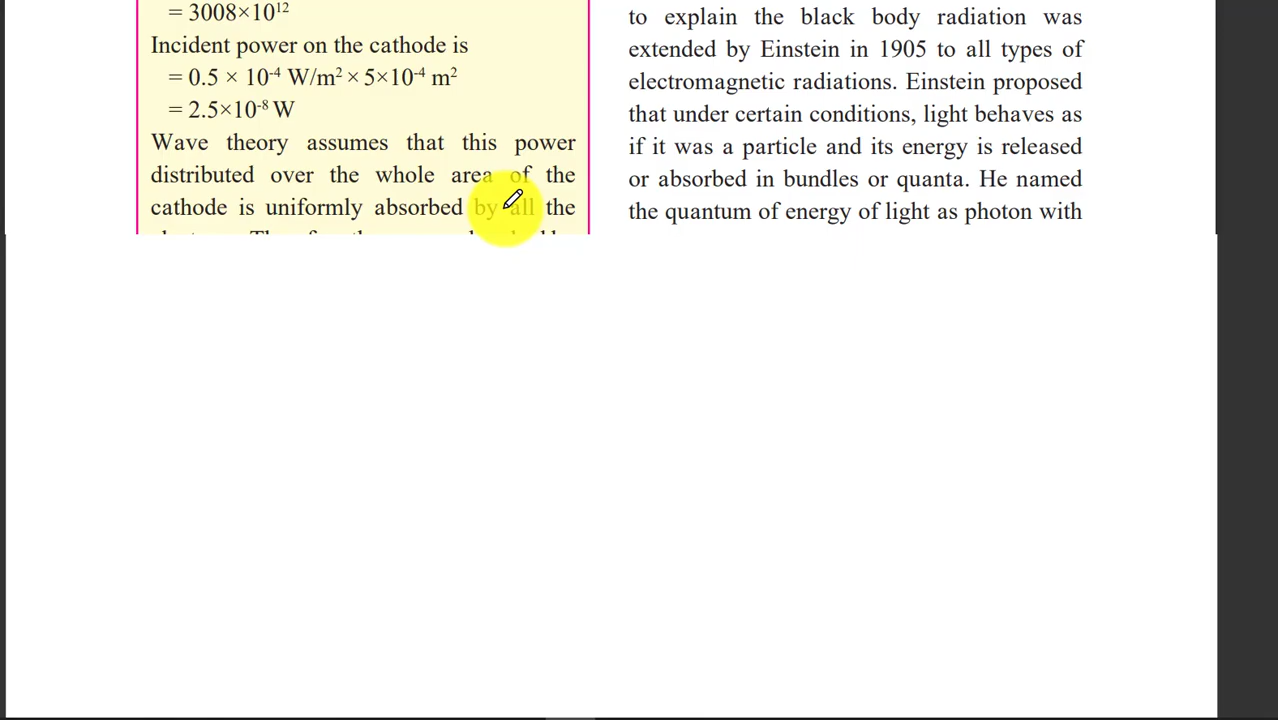 = 3008×10¹²
Incident power on the cathode is
= 0.5 × 10⁻⁴ W/m² × 5×10⁻⁴ m²
= 2.5×10⁻⁸ W
Wave theory assumes that this power
distributed over the whole area of the
cathode is uniformly absorbed by all the
to explain the black body radiation was
extended by Einstein in 1905 to all types of
electromagnetic radiations. Einstein proposed
that under certain conditions, light behaves as
if it was a particle and its energy is released
or absorbed in bundles or quanta. He named
the quantum of energy of light as photon with